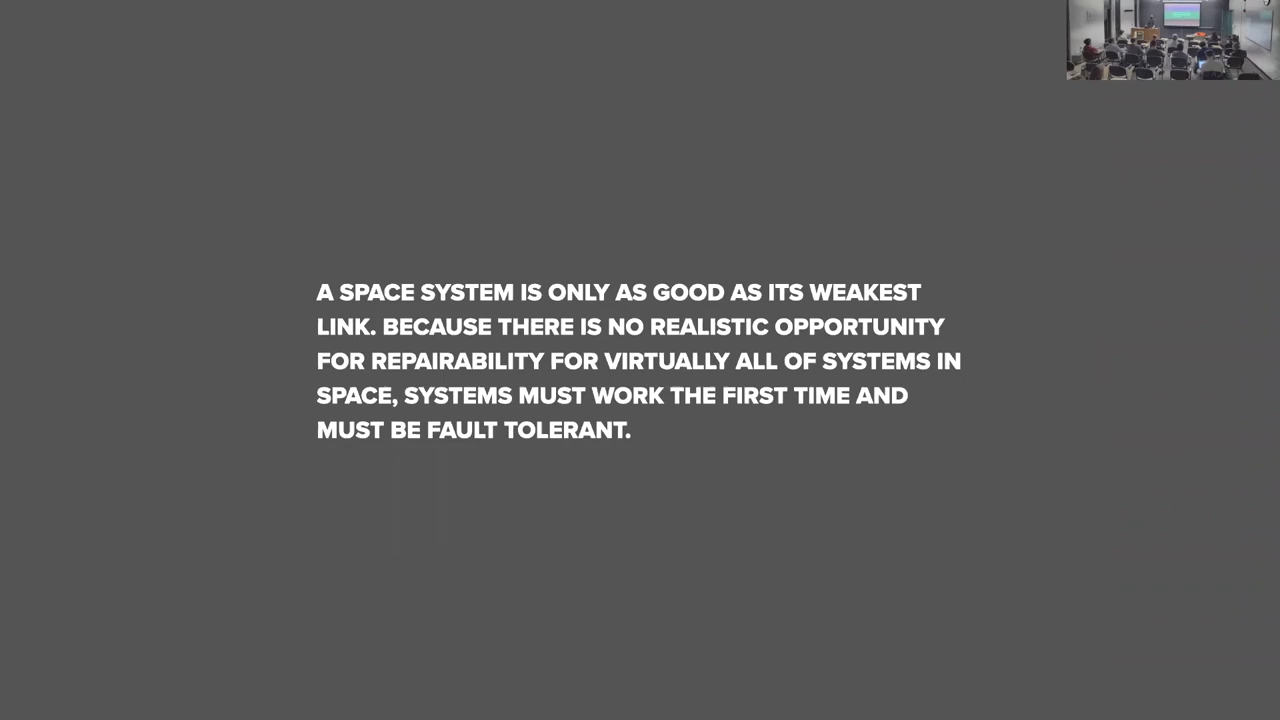 A SPACE SYSTEM IS ONLY AS GOOD AS ITS WEAKEST
LINK. BECAUSE THERE IS NO REALISTIC OPPORTUNITY
FOR REPAIRABILITY FOR VIRTUALLY ALL OF SYSTEMS IN
SPACE, SYSTEMS MUST WORK THE FIRST TIME AND
MUST BE FAULT TOLERANT.